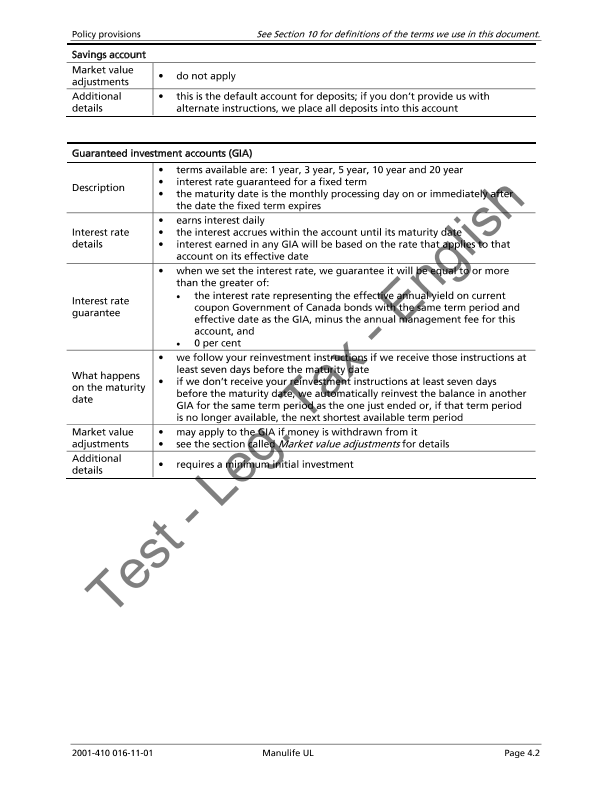 Policy provisions See Section 10 for definitions of the terms we use in this document.
Savings account
Market value
adjustments
• do not apply
Additional
details
• this is the default account for deposits; if you don't provide us with
alternate instructions, we place all deposits into this account
Guaranteed investment accounts (GIA)
Description
• terms available are: 1 year, 3 year, 5 year, 10 year and 20 year
• interest rate guaranteed for a fixed term
• the maturity date is the monthly processing day on or immediately after
the date the fixed term expires
Interest rate
details
• earns interest daily
• the interest accrues within the account until its maturity date
• interest earned in any GIA will be based on the rate that applies to that
account on its effective date
Interest rate
guarantee
• when we set the interest rate, we guarantee it will be equal to or more
than the greater of:
• the interest rate representing the effective annual yield on current
coupon Government of Canada bonds with the same term period and
effective date as the GIA, minus the annual management fee for this
account, and
• 0 per cent
What happens
on the maturity
date
• we follow your reinvestment instructions if we receive those instructions at
least seven days before the maturity date
• if we don't receive your reinvestment instructions at least seven days
before the maturity date, we automatically reinvest the balance in another
GIA for the same term period as the one just ended or, if that term period
is no longer available, the next shortest available term period
Market value
adjustments
• may apply to the GIA if money is withdrawn from it
• see the section called Market value adjustments for details
Additional
details
• requires a minimum initial investment
Test - Leg. Tax - English
2001-410 016-11-01 Manulife UL Page 4.2